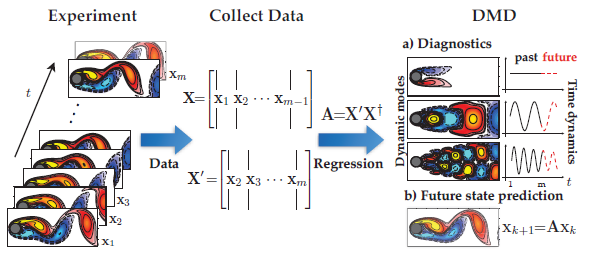 Experiment
t
x_m
x_3
x_2
x_1
Data
Collect Data
X=[x_1 x_2 ⋯ x_{m−1}]
X′=[x_2 x_3 ⋯ x_m]
A=X′X†
Regression
DMD
a) Diagnostics
past future
Dynamic modes
Time dynamics
1 m t
b) Future state prediction
x_{k+1}=Ax_k